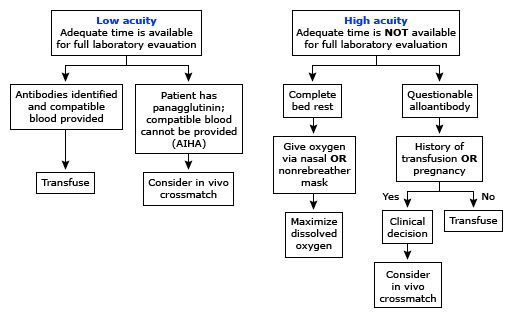 Low acuity
Adequate time is available
for full laboratory evauation
Antibodies identified
and compatible
blood provided
Transfuse
Patient has
panagglutinin;
compatible blood
cannot be provided
(AIHA)
Consider in vivo
crossmatch
High acuity
Adequate time is NOT available
for full laboratory evaluation
Complete
bed rest
Give oxygen
via nasal OR
nonrebreather
mask
Maximize
dissolved
oxygen
Questionable
alloantibody
History of
transfusion OR
pregnancy
Yes
No
Clinical
decision
Transfuse
Consider
in vivo
crossmatch